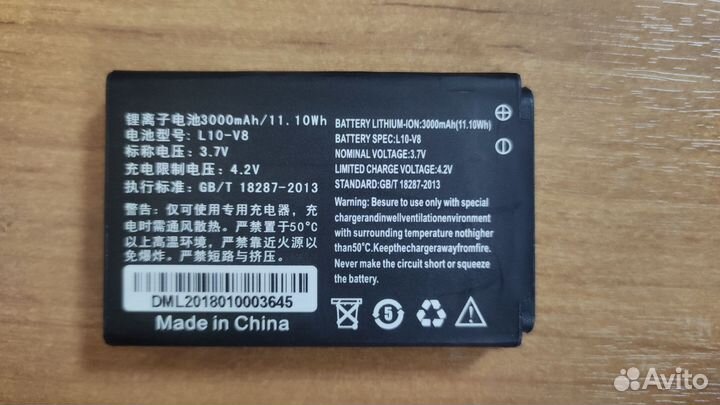 锂离子电池3000mAh/11.10Wh
电池型号: L10-V8
标称电压: 3.7V
充电限制电压: 4.2V
执行标准: GB/T 18287-2013
警告: 仅可使用专用充电器, 充
电时需通风散热。严禁置于50°C
以上高温环境, 严禁靠近火源以
免爆炸。严禁短路与挤压。
DML2018010003645
Made in China
BATTERY LITHIUM-ION:3000mAh(11.10Wh)
BATTERY SPEC:L10-V8
NOMINAL VOLTAGE:3.7V
LIMITED CHARGE VOLTAGE:4.2V
STANDARD:GB/T 18287-2013
Warning: Besure to use only with special
chargerandinwellventilationenvironment
with surrounding temperature nothigher
than50°C.Keepthechargerawayfromfire.
Make never the circuit short or squeeze
the battery.
5
Avito